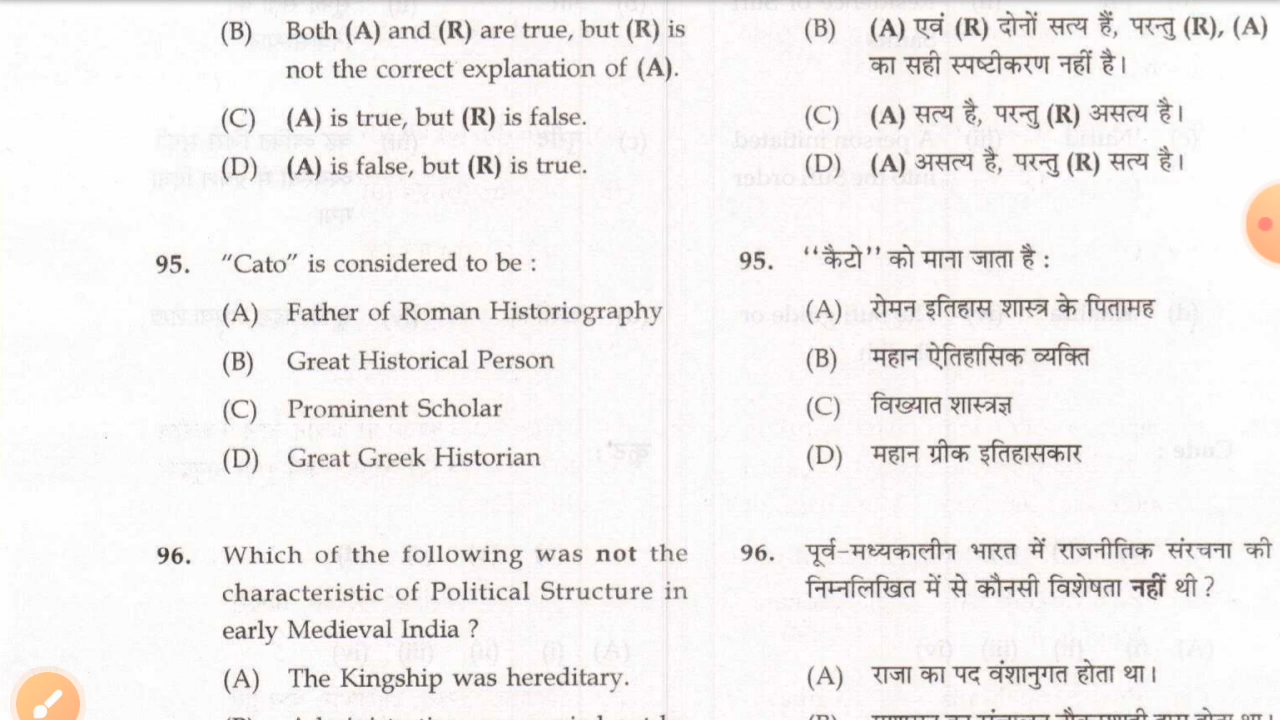 (B) Both (A) and (R) are true, but (R) is
not the correct explanation of (A).
(C) (A) is true, but (R) is false.
(D) (A) is false, but (R) is true.
95. “Cato” is considered to be :
(A) Father of Roman Historiography
(B) Great Historical Person
(C) Prominent Scholar
(D) Great Greek Historian
96. Which of the following was not the
characteristic of Political Structure in
early Medieval India ?
(A) The Kingship was hereditary.
(B) (A) एवं (R) दोनों सत्य हैं, परन्तु (R), (A)
का सही स्पष्टीकरण नहीं है।
(C) (A) सत्य है, परन्तु (R) असत्य है।
(D) (A) असत्य है, परन्तु (R) सत्य है।
95. ‘‘कैटो’’ को माना जाता है :
(A) रोमन इतिहास शास्त्र के पितामह
(B) महान ऐतिहासिक व्यक्ति
(C) विख्यात शास्त्रज्ञ
(D) महान ग्रीक इतिहासकार
96. पूर्व-मध्यकालीन भारत में राजनीतिक संरचना की
निम्नलिखित में से कौनसी विशेषता नहीं थी ?
(A) राजा का पद वंशानुगत होता था।